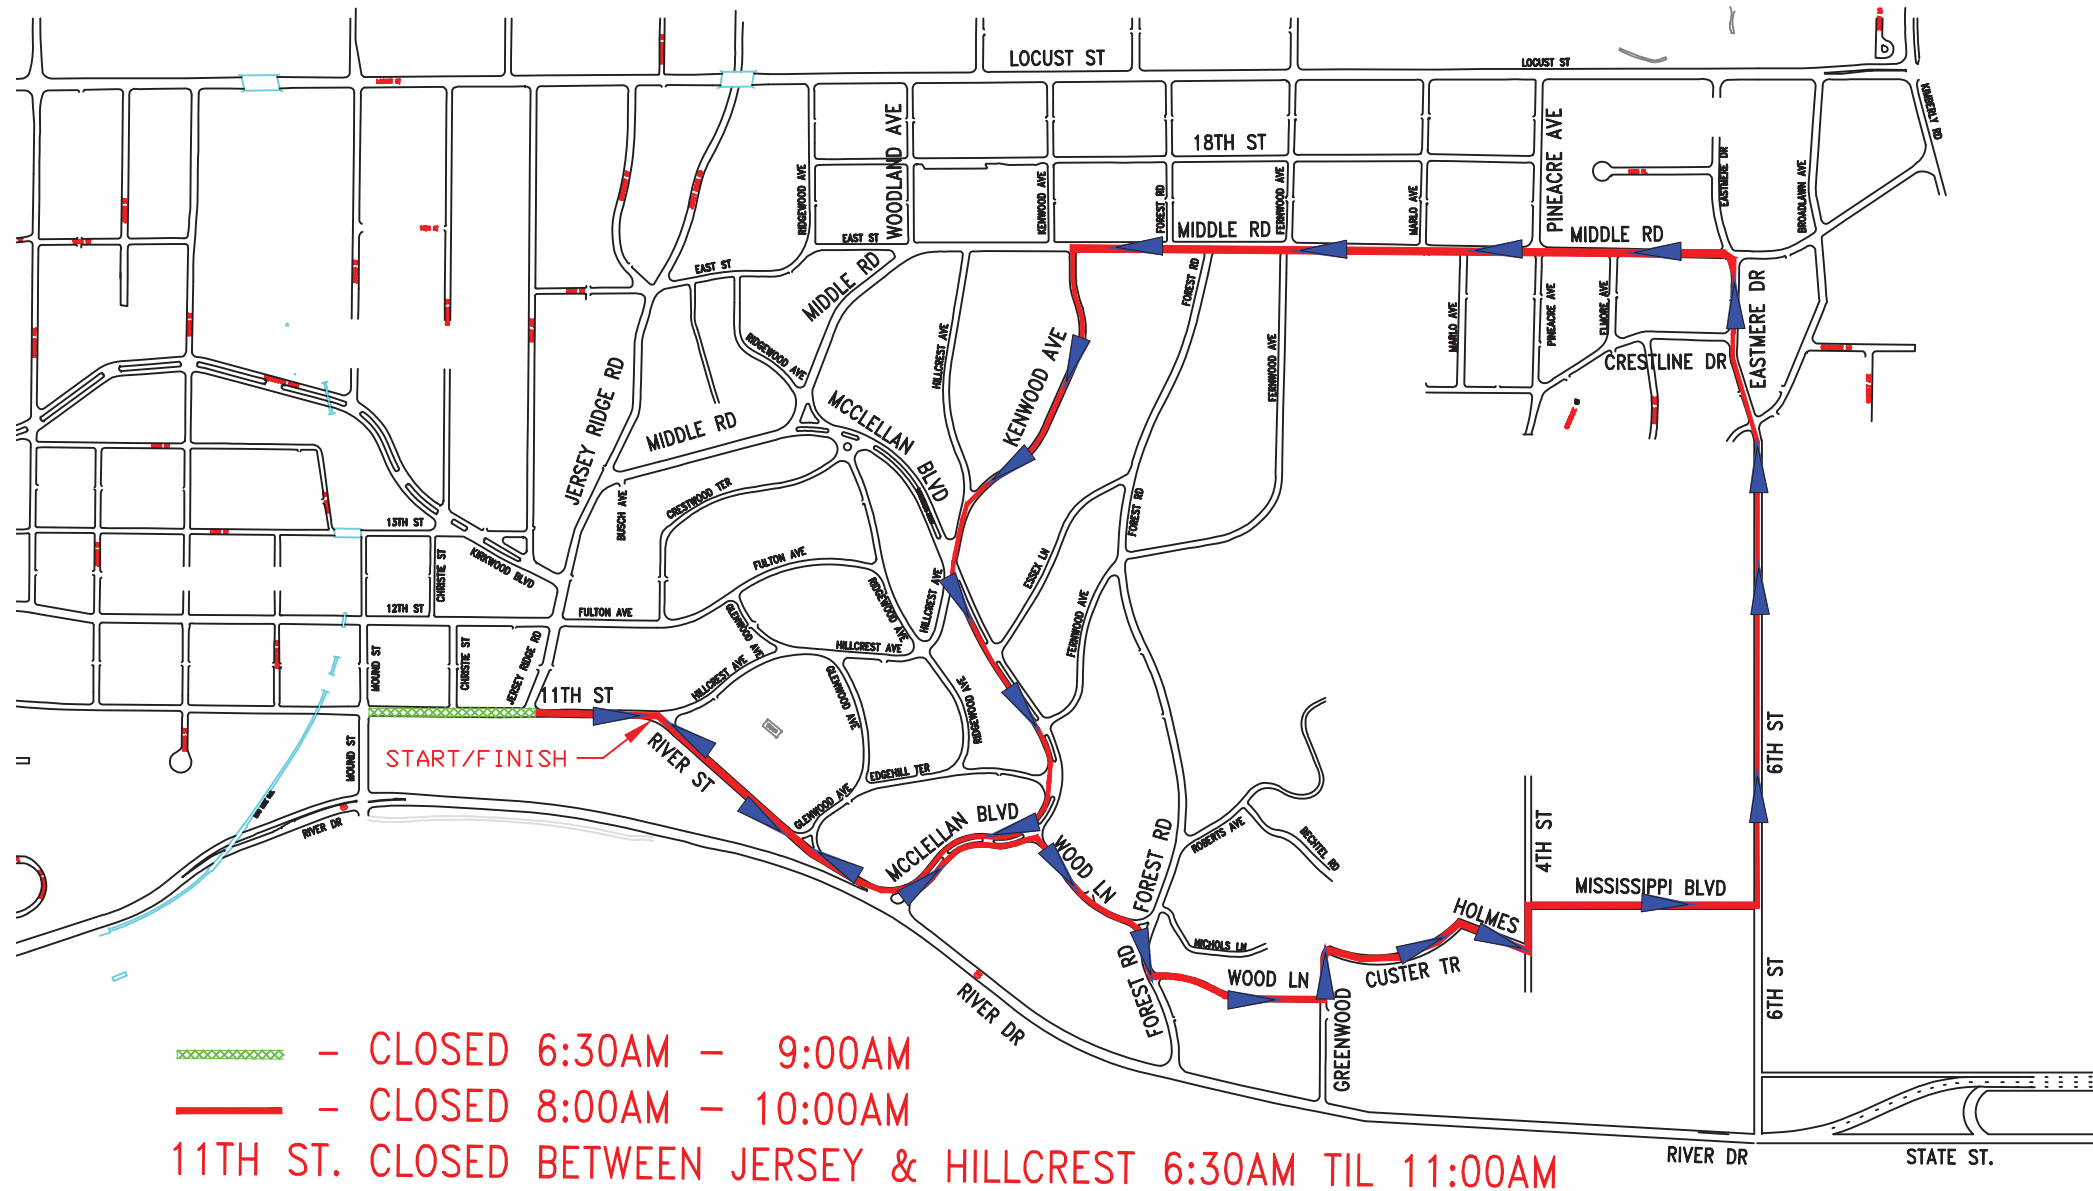 LOCUST ST
LOCUST ST
KIMBERLY RD
18TH ST
WOODLAND AVE
RIDGEWOOD AVE
KENWOOD AVE
FOREST RD
FERNWOOD AVE
MARLO AVE
PINEACRE AVE
EASTMERE DR
BROADLAWN AVE
EAST ST
MIDDLE RD
MIDDLE RD
EAST ST
MIDDLE RD
FOREST RD
MARLO AVE
PINEACRE AVE
ELMORE AVE
EASTMERE DR
CRESTLINE DR
RIDGEWOOD AVE
HILLCREST AVE
KENWOOD AVE
FERNWOOD AVE
JERSEY RIDGE RD
MIDDLE RD
MCCLELLAN BLVD
CRESTWOOD TER
BUSCH AVE
FOREST RD
13TH ST
CHRISTIE ST
KIRKWOOD BLVD
FULTON AVE
ESSEX LN
12TH ST
FULTON AVE
GLENWOOD AVE
RIDGEWOOD AVE
HILLCREST AVE
FERNWOOD AVE
MOUND ST
CHRISTIE ST
JERSEY RIDGE RD
HILLCREST AVE
HILLCREST AVE
GLENWOOD AVE
RIDGEWOOD AVE
11TH ST
START/FINISH
RIVER ST
MOUND ST
6TH ST
EDGEHILL TER
GLENWOOD AVE
RIVER DR
MCCLELLAN BLVD
WOOD LN
FOREST RD
ROBERTS AVE
BECHTEL RD
4TH ST
MISSISSIPPI BLVD
HOLMES
NICHOLS LN
CUSTER TR
FOREST RD
WOOD LN
GREENWOOD
6TH ST
RIVER DR
- CLOSED 6:30AM - 9:00AM
- CLOSED 8:00AM - 10:00AM
11TH ST. CLOSED BETWEEN JERSEY & HILLCREST 6:30AM TIL 11:00AM
RIVER DR
STATE ST.